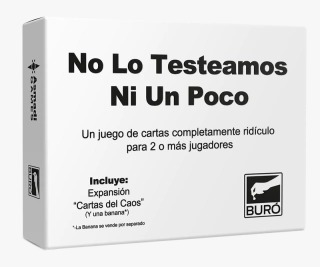 No Lo Testeamos
Ni Un Poco
Un juego de cartas completamente ridículo
para 2 o más jugadores
Incluye:
Expansión
“Cartas del Caos”
(Y una banana*)
*-La Banana se vende por separado
BURÓ
BURÓ